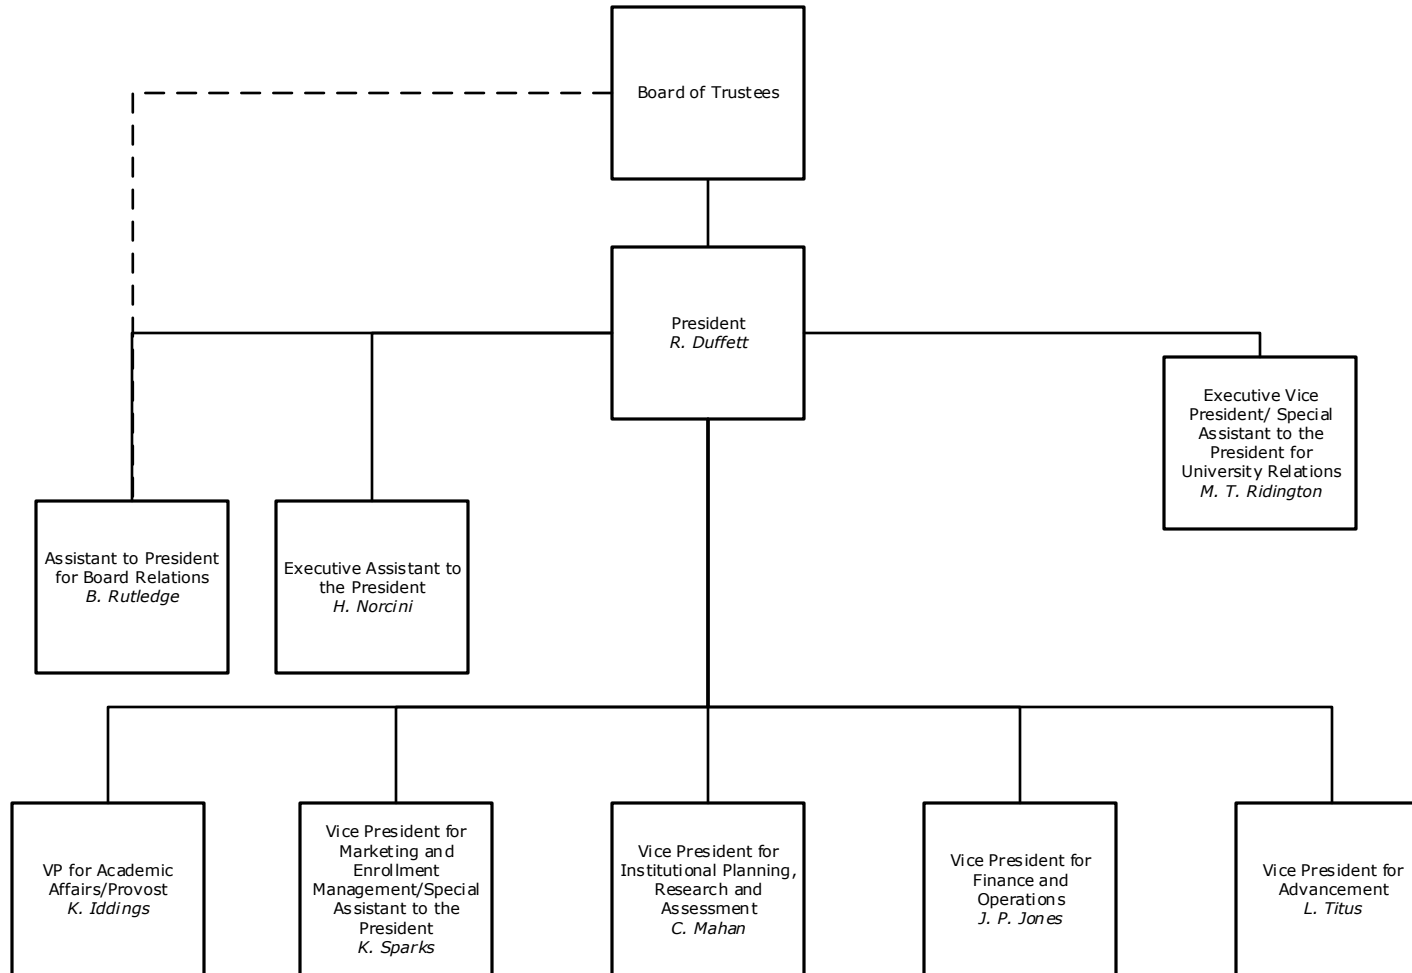 Board of Trustees
President
R. Duffett
Executive Vice
President/ Special
Assistant to the
President for
University Relations
M. T. Ridington
Assistant to President
for Board Relations
B. Rutledge
Executive Assistant to
the President
H. Norcini
VP for Academic
Affairs/Provost
K. Iddings
Vice President for
Marketing and
Enrollment
Management/Special
Assistant to the
President
K. Sparks
Vice President for
Institutional Planning,
Research and
Assessment
C. Mahan
Vice President for
Finance and
Operations
J. P. Jones
Vice President for
Advancement
L. Titus